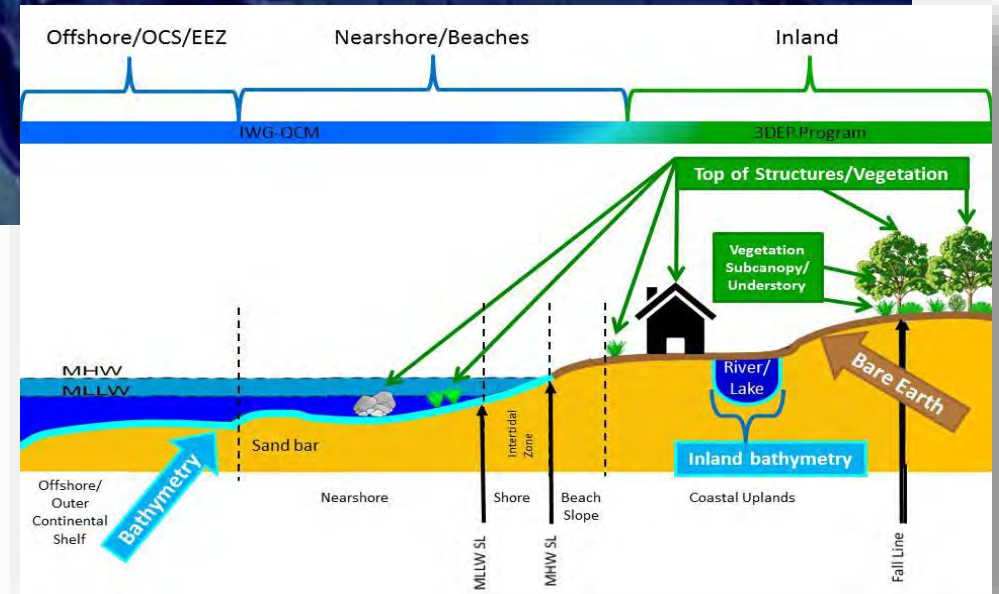 Offshore/OCS/EEZ
Nearshore/Beaches
Inland
IWG-OCM
3DEP Program
Top of Structures/Vegetation
Vegetation
Subcanopy/
Understory
MHW
MLLW
River/
Lake
Bare Earth
Sand bar
Intertidal
Zone
Inland bathymetry
Bathymetry
Offshore/
Outer
Continental
Shelf
Nearshore
Shore
Beach
Slope
Coastal Uplands
MLLW SL
MHW SL
Fall Line